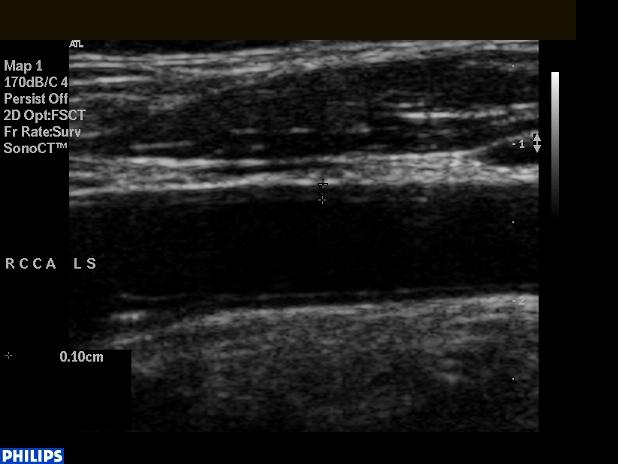 ATL
Map 1
170dB/C 4
Persist Off
2D Opt:FSCT
Fr Rate:Surv
SonoCT™
1
RCCA LS
2
0.10cm
PHILIPS